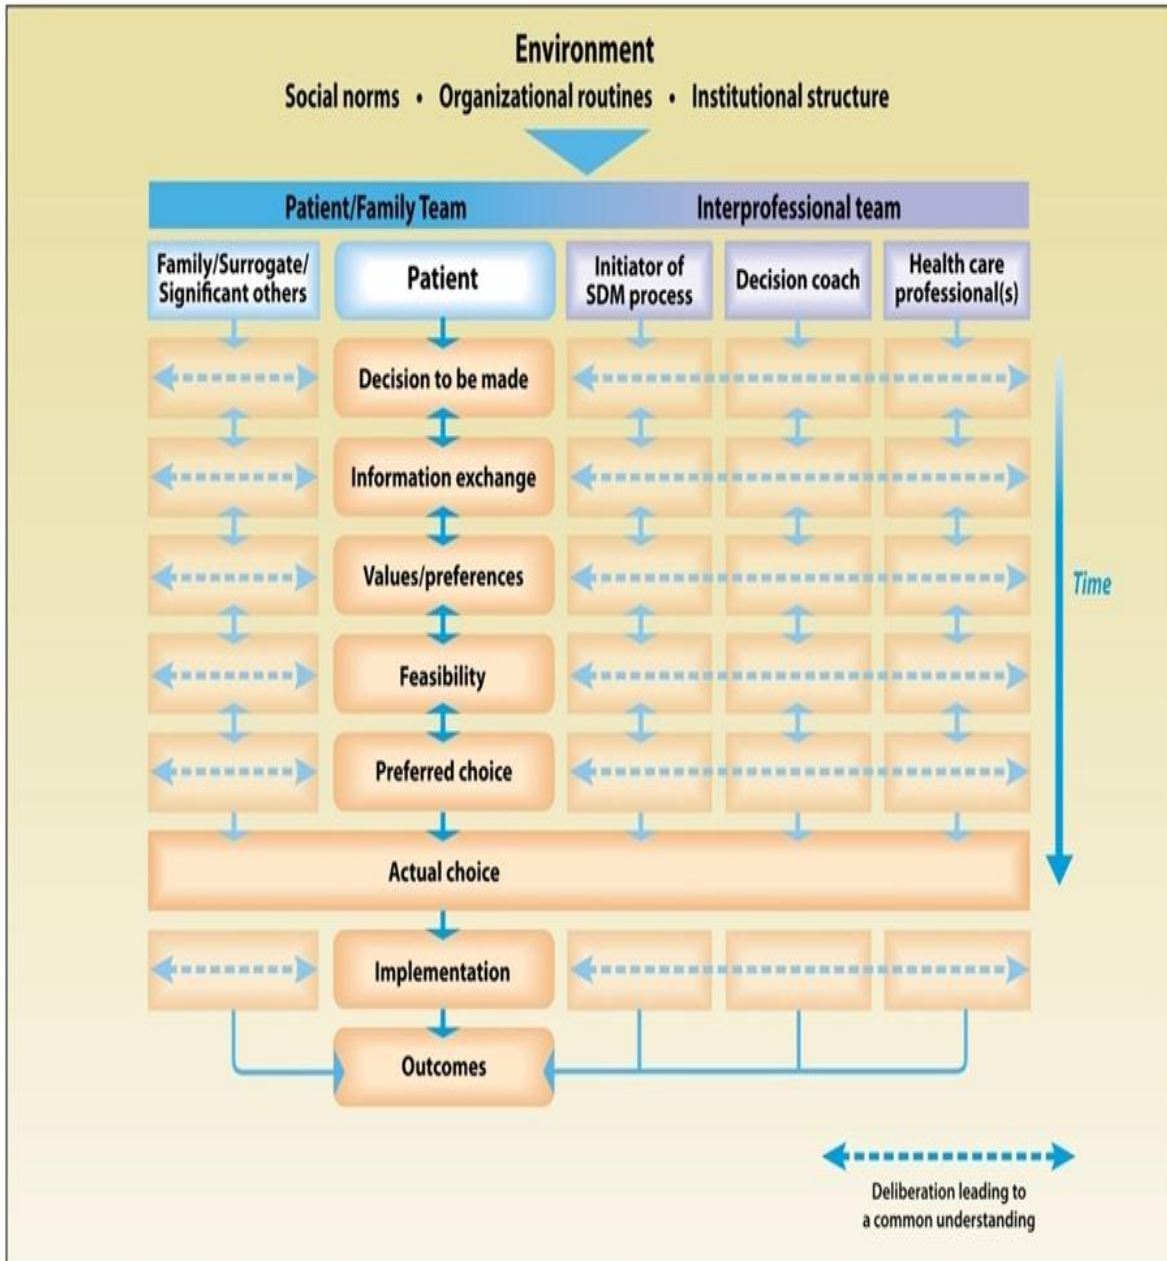 Environment
Social norms • Organizational routines • Institutional structure
Patient/Family Team
Interprofessional team
Family/Surrogate/
Significant others
Patient
Initiator of
SDM process
Decision coach
Health care
professional(s)
Decision to be made
Information exchange
Values/preferences
Time
Feasibility
Preferred choice
Actual choice
Implementation
Outcomes
Deliberation leading to
a common understanding